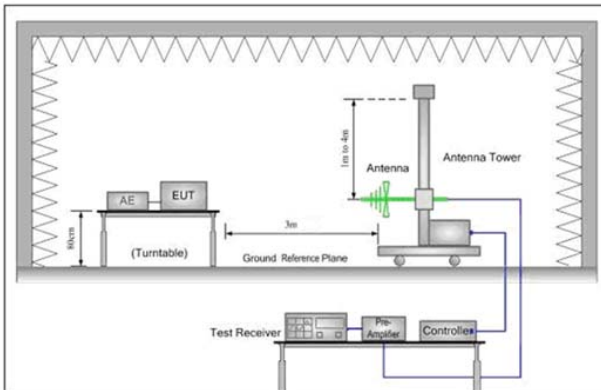 1m to 4m
Antenna
Antenna Tower
AE
EUT
80cm
(Turntable)
3m
Ground Reference Plane
Test Receiver
Pre-
Amplifier
Controller